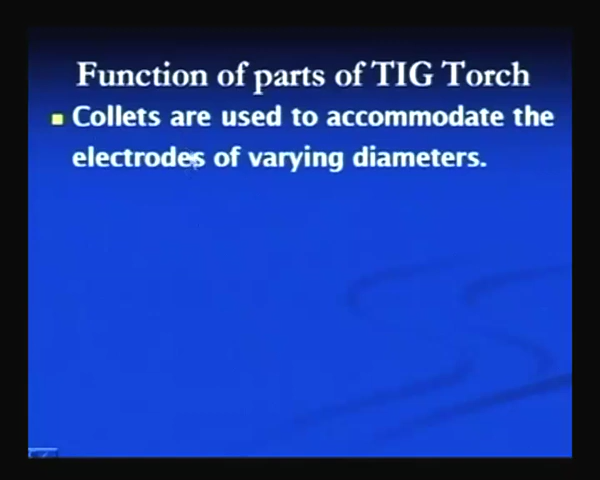 Function of parts of TIG Torch
Collets are used to accommodate the
electrodes of varying diameters.